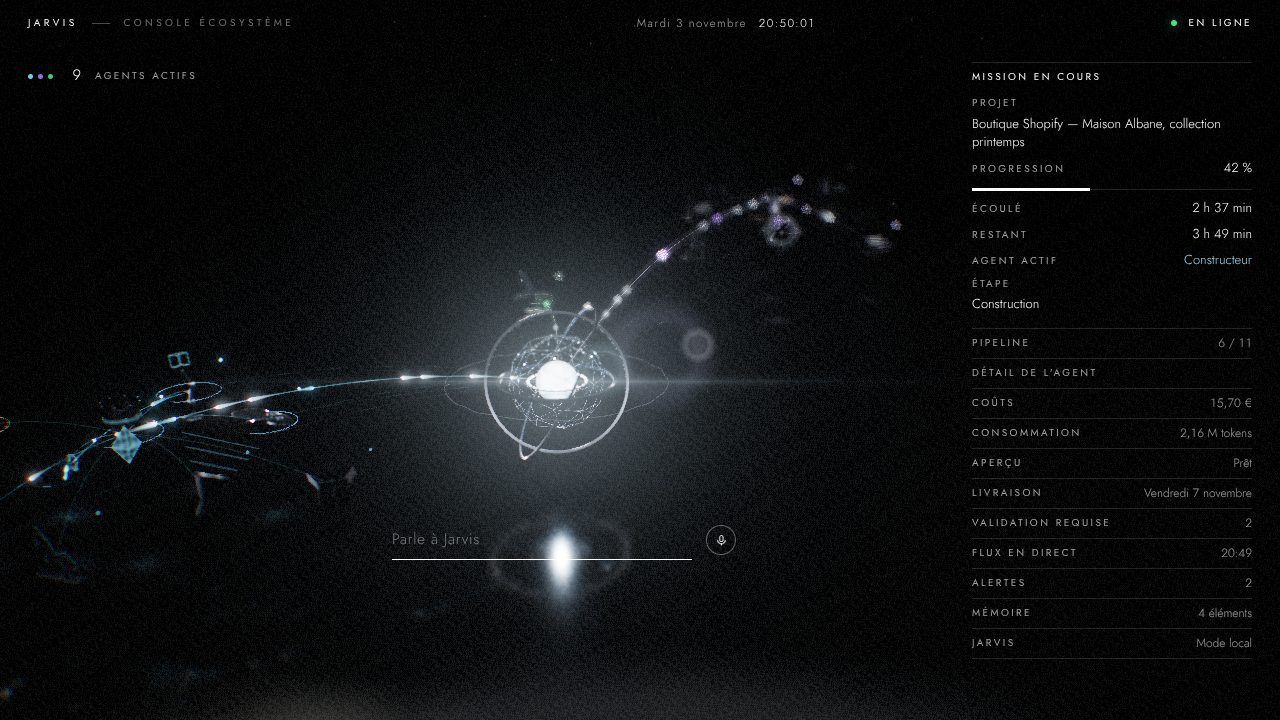 JARVIS — CONSOLE ÉCOSYSTÈME
Mardi 3 novembre 20:50:01
EN LIGNE
9 AGENTS ACTIFS
MISSION EN COURS
PROJET
Boutique Shopify — Maison Albane, collection
printemps
PROGRESSION 42 %
ÉCOULÉ 2 h 37 min
RESTANT 3 h 49 min
AGENT ACTIF Constructeur
ÉTAPE
Construction
PIPELINE 6 / 11
DÉTAIL DE L'AGENT
COÛTS 15,70 €
CONSOMMATION 2,16 M tokens
APERÇU Prêt
LIVRAISON Vendredi 7 novembre
VALIDATION REQUISE 2
FLUX EN DIRECT 20:49
ALERTES 2
MÉMOIRE 4 éléments
JARVIS Mode local
Parle à Jarvis